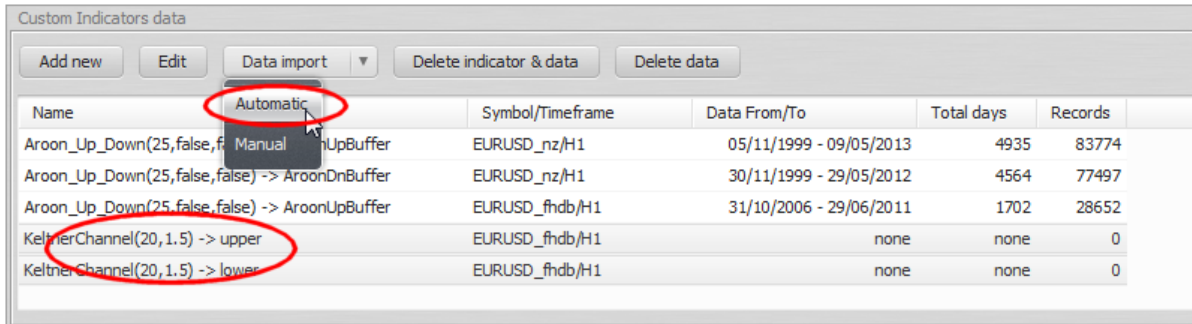 Custom Indicators data
Add new Edit Data import Delete indicator & data Delete data
Automatic
Manual
Name Symbol/Timeframe Data From/To Total days Records
Aroon_Up_Down(25,false,f UpBuffer EURUSD_nz/H1 05/11/1999 - 09/05/2013 4935 83774
Aroon_Up_Down(25,false,false) -> AroonDnBuffer EURUSD_nz/H1 30/11/1999 - 29/05/2012 4564 77497
Aroon_Up_Down(25,false,false) -> AroonUpBuffer EURUSD_fhdb/H1 31/10/2006 - 29/06/2011 1702 28652
KeltnerChannel(20,1.5) -> upper EURUSD_fhdb/H1 none none 0
KeltnerChannel(20,1.5) -> lower EURUSD_fhdb/H1 none none 0